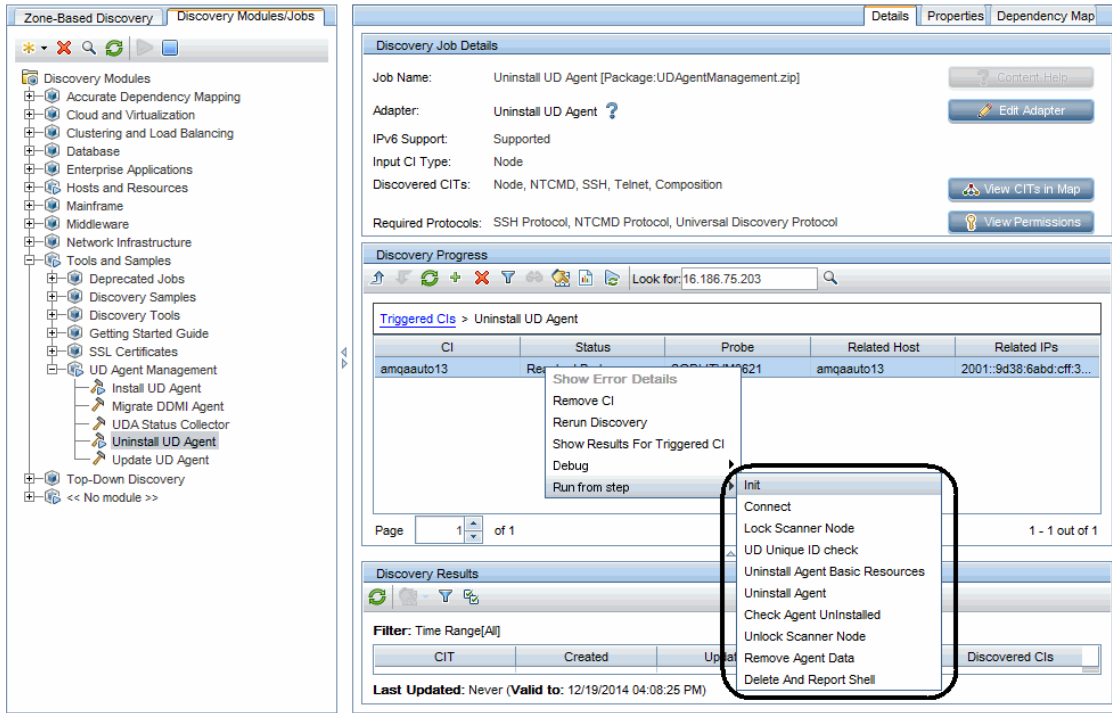 Zone-Based Discovery
Discovery Modules/Jobs
Discovery Modules
Accurate Dependency Mapping
Cloud and Virtualization
Clustering and Load Balancing
Database
Enterprise Applications
Hosts and Resources
Mainframe
Middleware
Network Infrastructure
Tools and Samples
Deprecated Jobs
Discovery Samples
Discovery Tools
Getting Started Guide
SSL Certificates
UD Agent Management
Install UD Agent
Migrate DDMI Agent
UDA Status Collector
Uninstall UD Agent
Update UD Agent
Top-Down Discovery
<< No module >>
Details Properties Dependency Map
Discovery Job Details
Job Name: Uninstall UD Agent [Package:UDAgentManagement.zip]
? Content Help
Adapter: Uninstall UD Agent ?
Edit Adapter
IPv6 Support: Supported
Input CI Type: Node
Discovered CITs: Node, NTCMD, SSH, Telnet, Composition
View CITs in Map
Required Protocols: SSH Protocol, NTCMD Protocol, Universal Discovery Protocol
View Permissions
Discovery Progress
Look for: 16.186.75.203
Triggered CIs > Uninstall UD Agent
CI Status Probe Related Host Related IPs
amqaauto13 amqaauto13 2001::9d38:6abd:cff:3...
Show Error Details
Remove CI
Rerun Discovery
Show Results For Triggered CI
Debug
Run from step
Init
Connect
Lock Scanner Node
UD Unique ID check
Uninstall Agent Basic Resources
Uninstall Agent
Check Agent UnInstalled
Unlock Scanner Node
Remove Agent Data
Delete And Report Shell
Page 1 of 1
1 - 1 out of 1
Discovery Results
Filter: Time Range[All]
CIT Created Discovered CIs
Last Updated: Never (Valid to: 12/19/2014 04:08:25 PM)